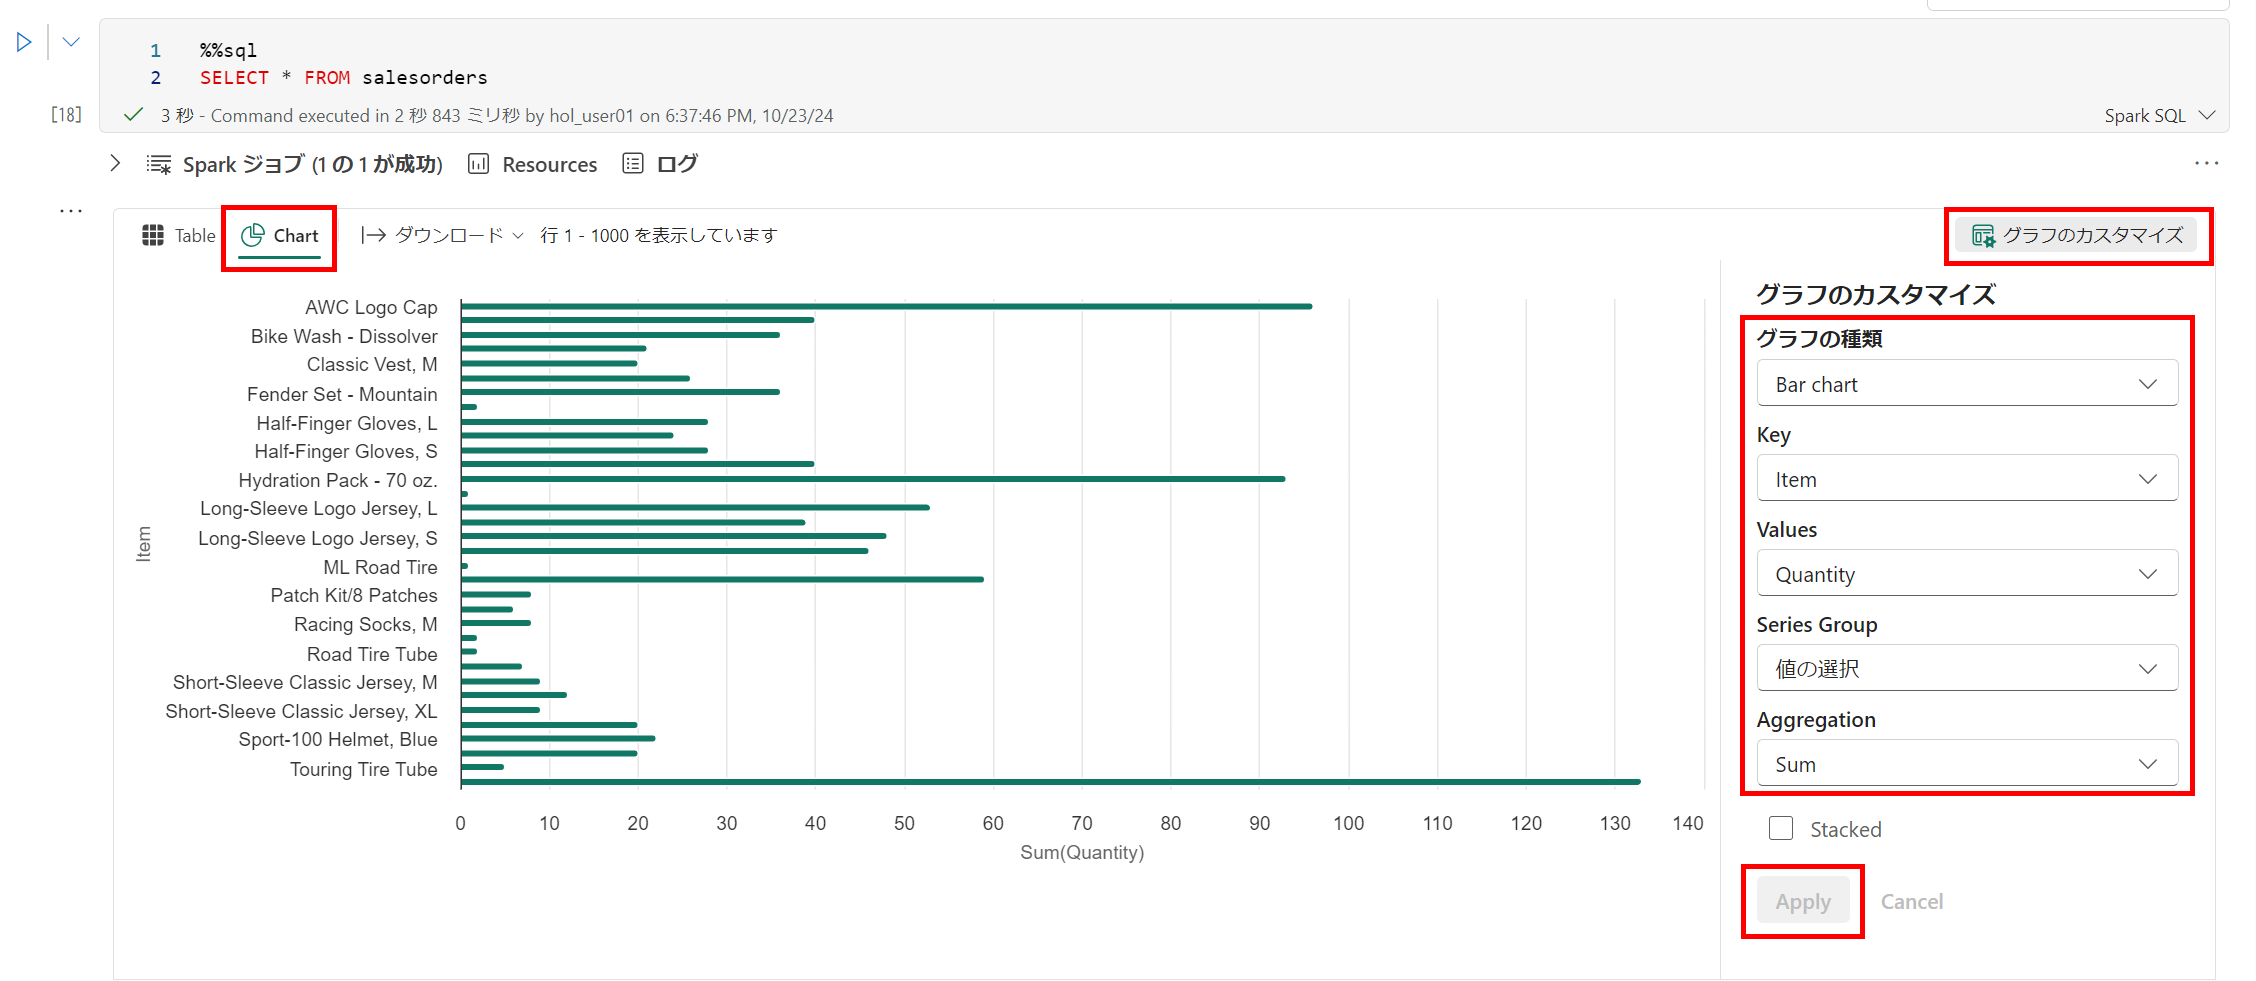 1 %%sql
2 SELECT * FROM salesorders
[18] 3 秒 - Command executed in 2 秒 843 ミリ秒 by hol_user01 on 6:37:46 PM, 10/23/24 Spark SQL
Spark ジョブ (1 の 1 が成功) Resources ログ ...
...
Table Chart ダウンロード 行 1 - 1000 を表示しています グラフのカスタマイズ
AWC Logo Cap
Bike Wash - Dissolver
Classic Vest, M
Fender Set - Mountain
Half-Finger Gloves, L
Half-Finger Gloves, S
Hydration Pack - 70 oz.
Long-Sleeve Logo Jersey, L
Long-Sleeve Logo Jersey, S
ML Road Tire
Patch Kit/8 Patches
Racing Socks, M
Road Tire Tube
Short-Sleeve Classic Jersey, M
Short-Sleeve Classic Jersey, XL
Sport-100 Helmet, Blue
Touring Tire Tube
Item
0 10 20 30 40 50 60 70 80 90 100 110 120 130 140
Sum(Quantity)
グラフのカスタマイズ
グラフの種類
Bar chart
Key
Item
Values
Quantity
Series Group
値の選択
Aggregation
Sum
Stacked
Apply Cancel